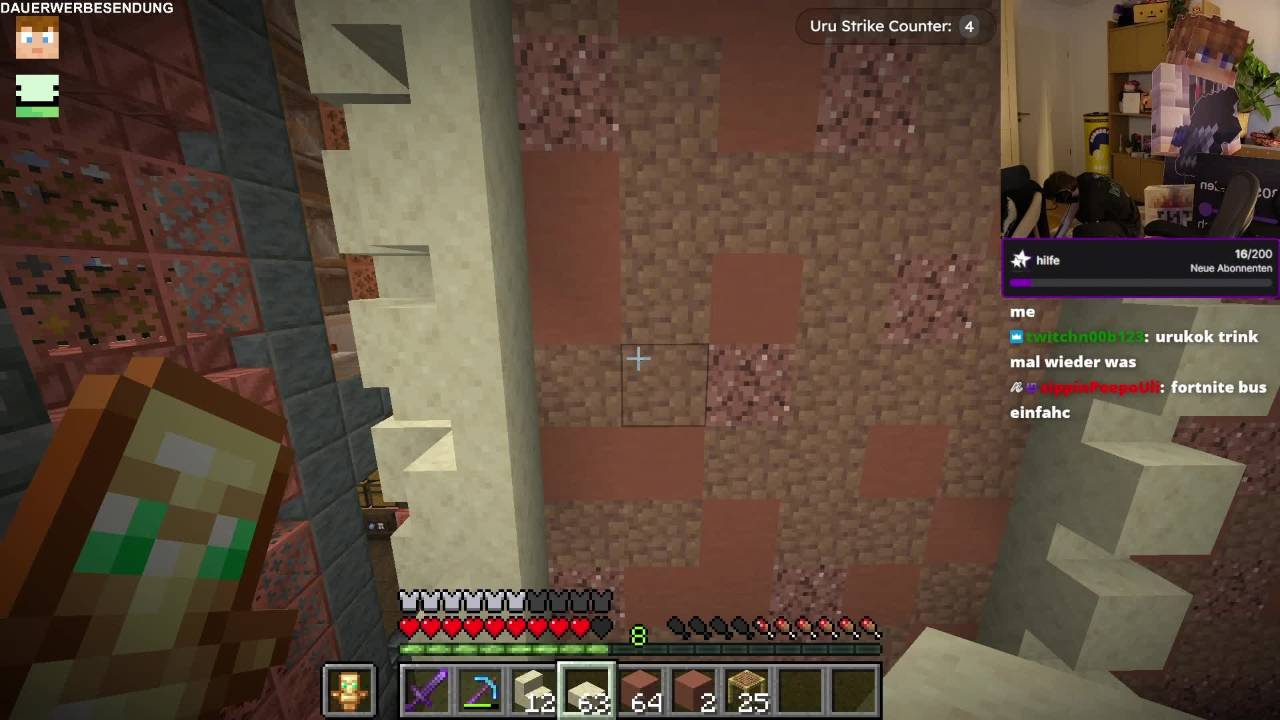 DAUERWERBESENDUNG
Uru Strike Counter: 4
hilfe
16/200
Neue Abonnenten
me
twitchn00b123: urukok trink
mal wieder was
zippinPeepoUli: fortnite bus
einfahc
8
12
63
64
2
25